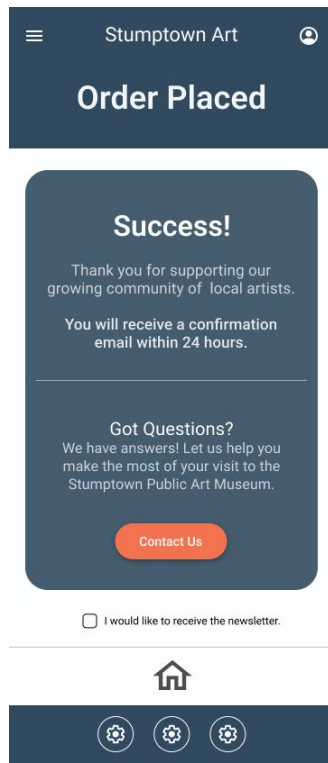 Stumptown Art
Order Placed
Success!
Thank you for supporting our
growing community of local artists.
You will receive a confirmation
email within 24 hours.
Got Questions?
We have answers! Let us help you
make the most of your visit to the
Stumptown Public Art Museum.
Contact Us
I would like to receive the newsletter.